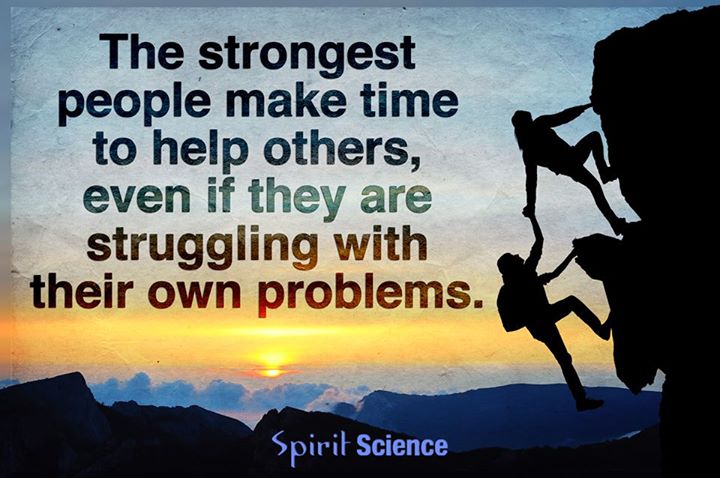 The strongest
people make time
to help others,
even if they are
struggling with
their own problems.
Spirit Science